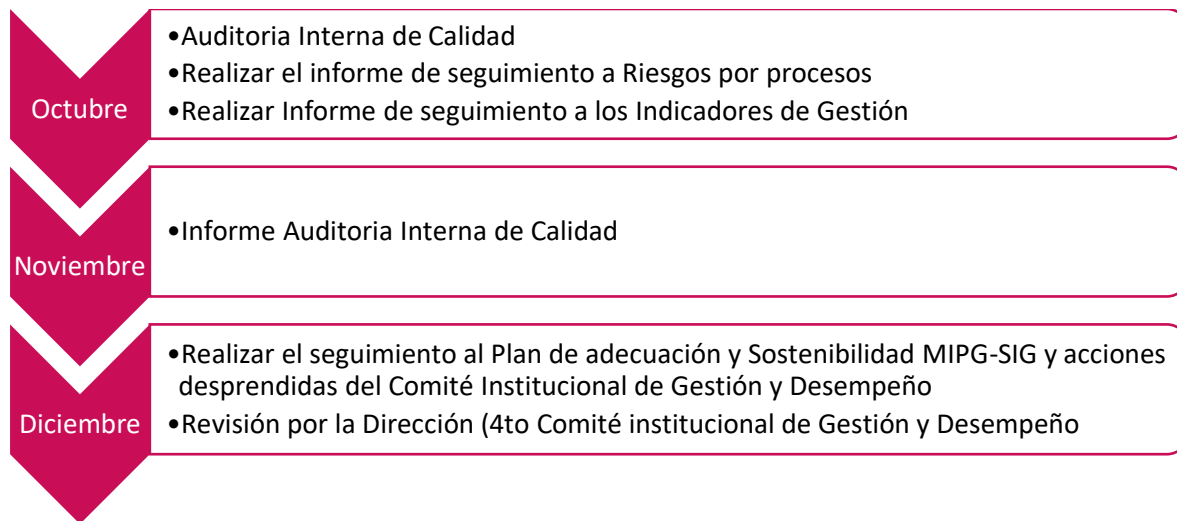 Octubre
•Auditoria Interna de Calidad
•Realizar el informe de seguimiento a Riesgos por procesos
•Realizar Informe de seguimiento a los Indicadores de Gestión
Noviembre
•Informe Auditoria Interna de Calidad
Diciembre
•Realizar el seguimiento al Plan de adecuación y Sostenibilidad MIPG-SIG y acciones
desprendidas del Comité Institucional de Gestión y Desempeño
•Revisión por la Dirección (4to Comité institucional de Gestión y Desempeño